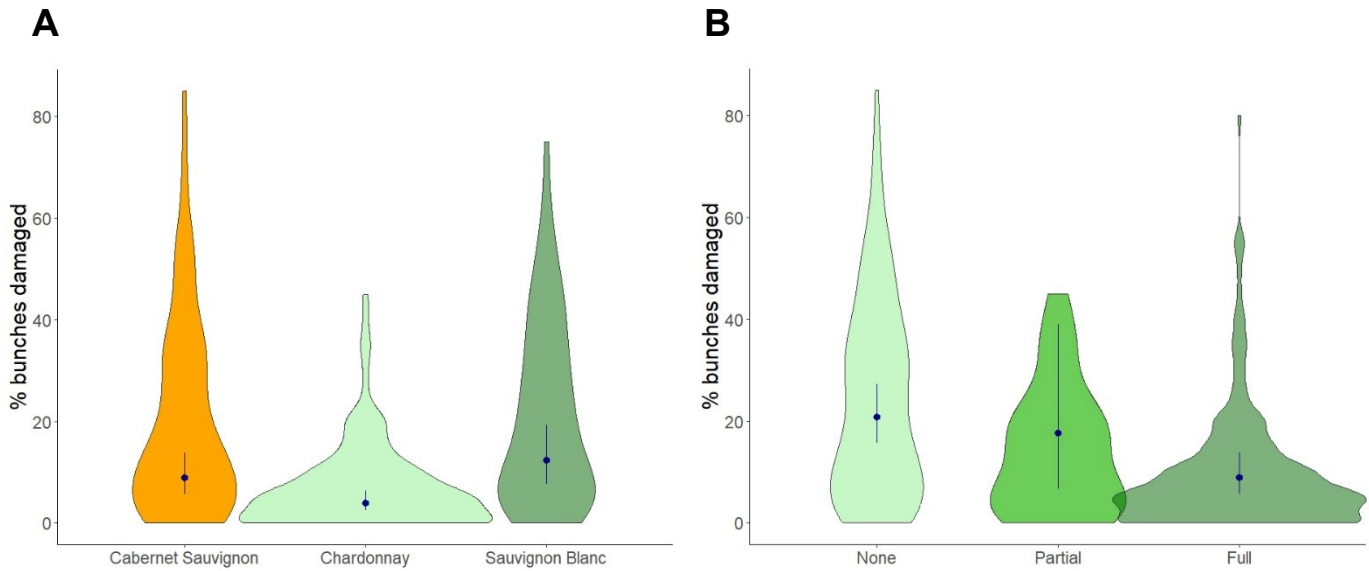 A
% bunches damaged
80
60
40
20
0
Cabernet Sauvignon Chardonnay Sauvignon Blanc
B
% bunches damaged
80
60
40
20
0
None Partial Full